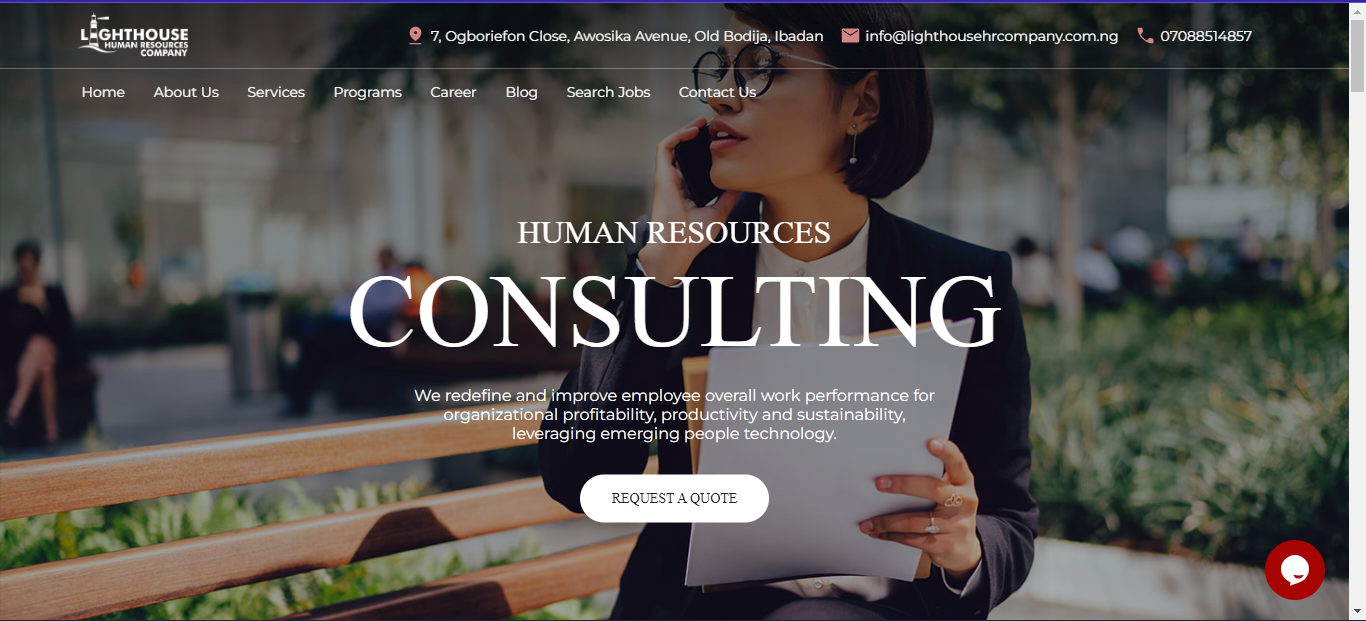 LIGHTHOUSE
HUMAN RESOURCES
COMPANY
7, Ogboriefon Close, Awosika Avenue, Old Bodija, Ibadan
info@lighthousehrcompany.com.ng
07088514857
Home
About Us
Services
Programs
Career
Blog
Search Jobs
Contact Us
HUMAN RESOURCES
CONSULTING
We redefine and improve employee overall work performance for
organizational profitability, productivity and sustainability,
leveraging emerging people technology.
REQUEST A QUOTE